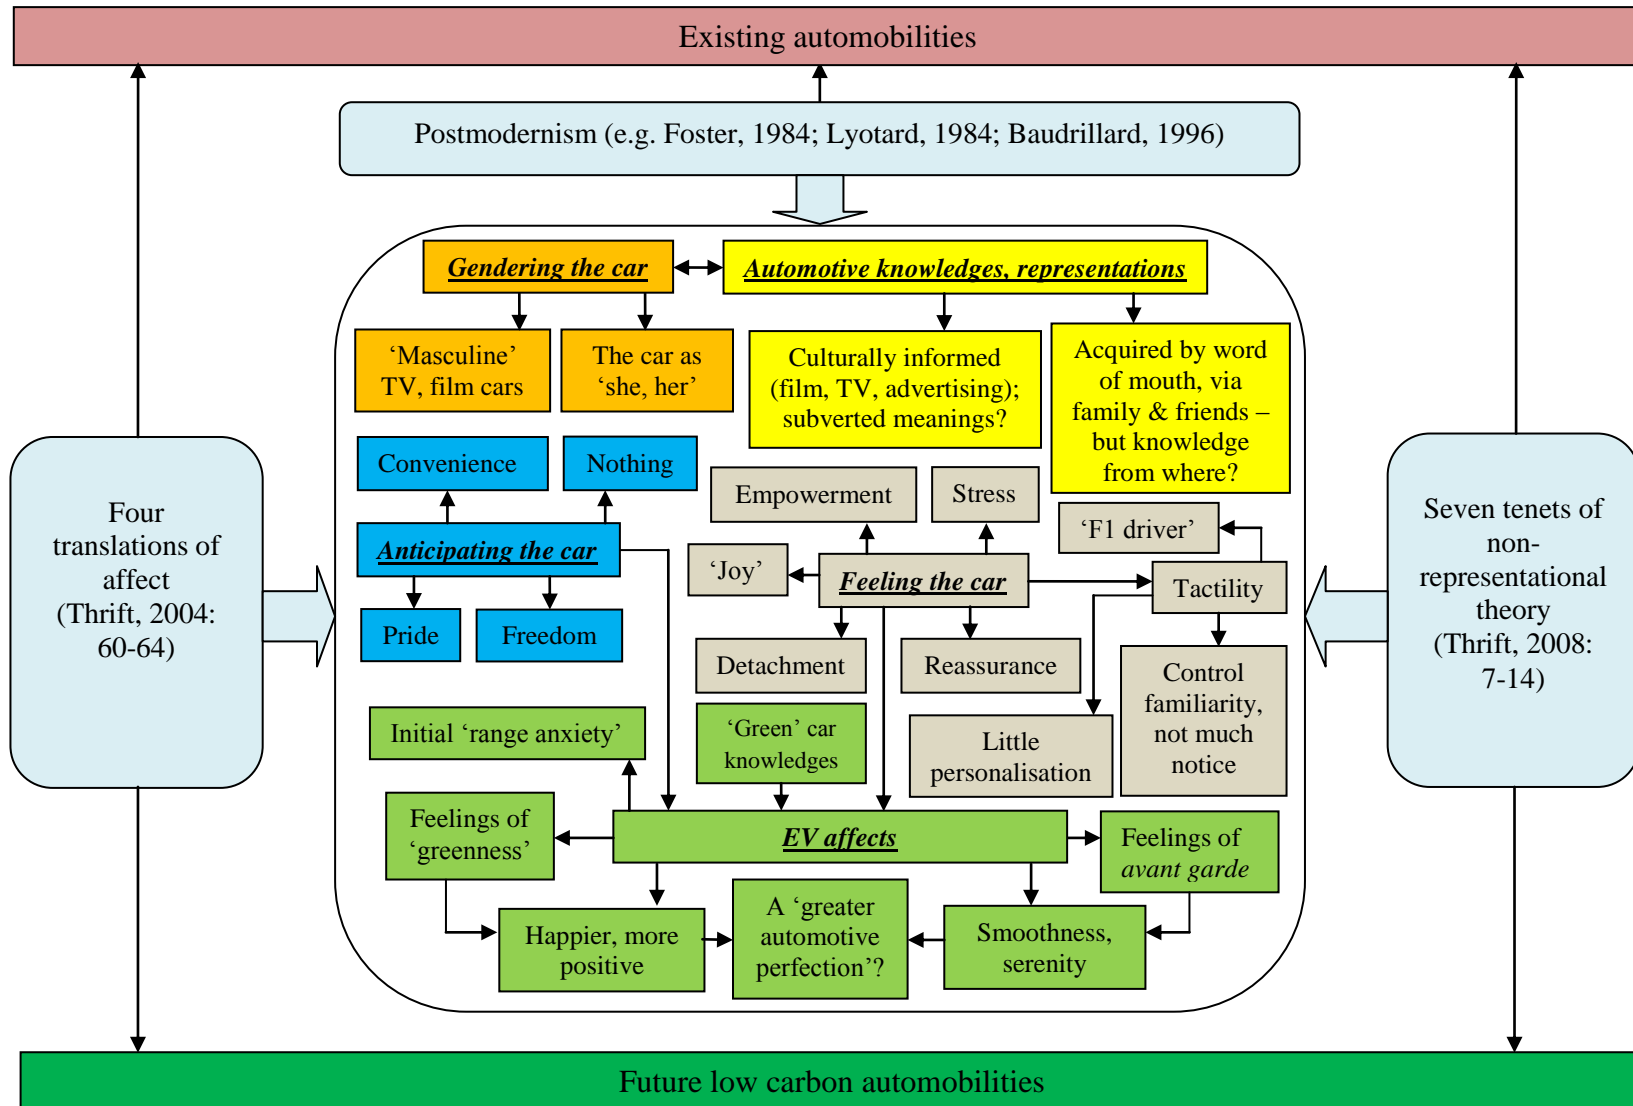 Existing automobilities
Postmodernism (e.g. Foster, 1984; Lyotard, 1984; Baudrillard, 1996)
Gendering the car
Automotive knowledges, representations
‘Masculine’
TV, film cars
The car as
‘she, her’
Culturally informed
(film, TV, advertising);
subverted meanings?
Acquired by word
of mouth, via
family & friends –
but knowledge
from where?
Convenience
Nothing
Anticipating the car
Pride
Freedom
Empowerment
Stress
‘F1 driver’
‘Joy’
Feeling the car
Tactility
Detachment
Reassurance
Control
familiarity,
not much
notice
Little
personalisation
Four
translations of
affect
(Thrift, 2004:
60-64)
Seven tenets of
non-
representational
theory
(Thrift, 2008:
7-14)
Initial ‘range anxiety’
‘Green’ car
knowledges
Feelings of
‘greenness’
EV affects
Feelings of
avant garde
Happier, more
positive
A ‘greater
automotive
perfection’?
Smoothness,
serenity
Future low carbon automobilities